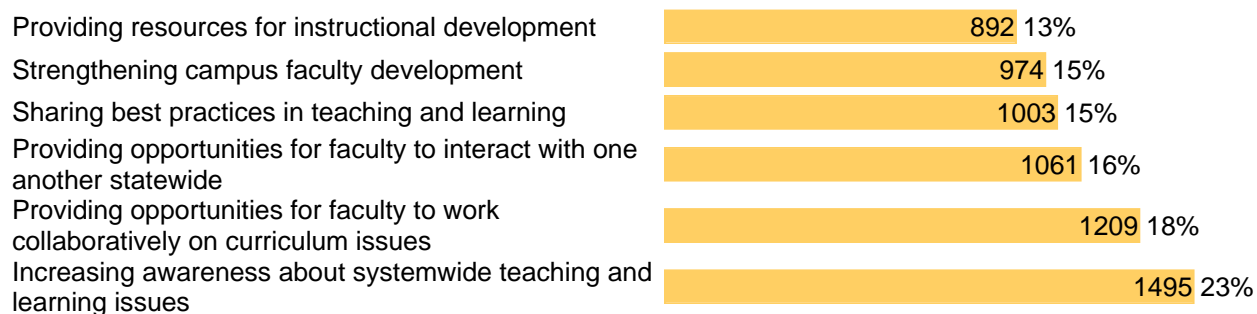 Providing resources for instructional development 892 13%
Strengthening campus faculty development 974 15%
Sharing best practices in teaching and learning 1003 15%
Providing opportunities for faculty to interact with one
another statewide 1061 16%
Providing opportunities for faculty to work
collaboratively on curriculum issues 1209 18%
Increasing awareness about systemwide teaching and
learning issues 1495 23%